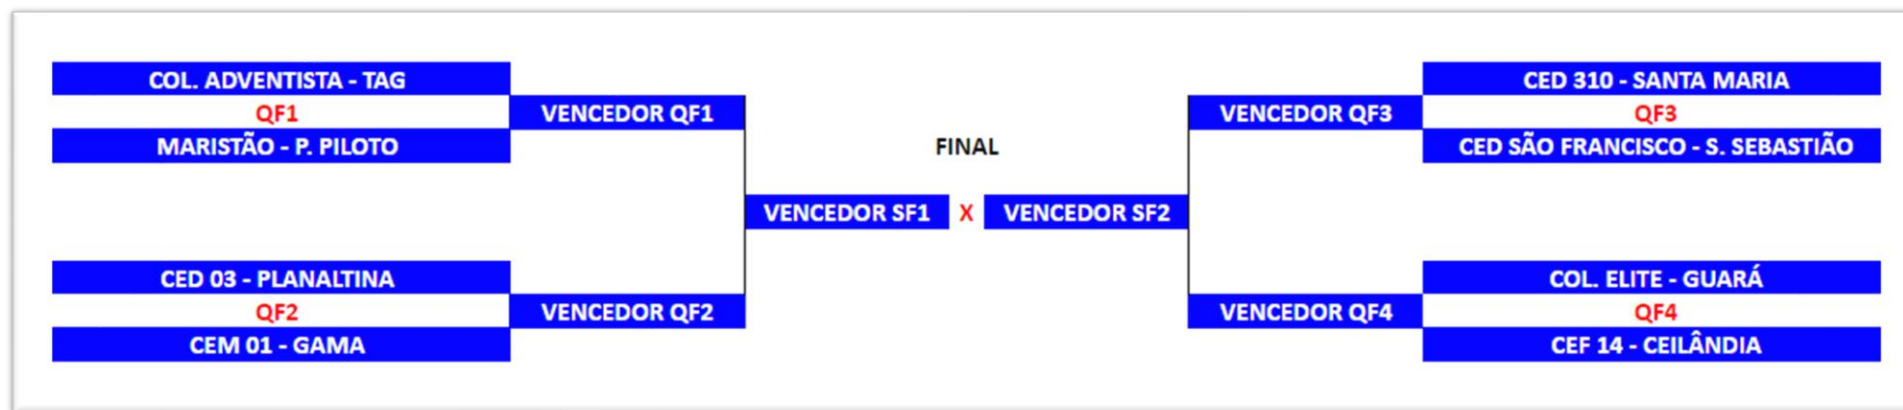 COL. ADVENTISTA - TAG
QF1
MARISTÃO - P. PILOTO
VENCEDOR QF1
CED 03 - PLANALTINA
QF2
CEM 01 - GAMA
VENCEDOR QF2
FINAL
VENCEDOR SF1 X VENCEDOR SF2
CED 310 - SANTA MARIA
VENCEDOR QF3
QF3
CED SÃO FRANCISCO - S. SEBASTIÃO
COL. ELITE - GUARÁ
VENCEDOR QF4
QF4
CEF 14 - CEILÂNDIA